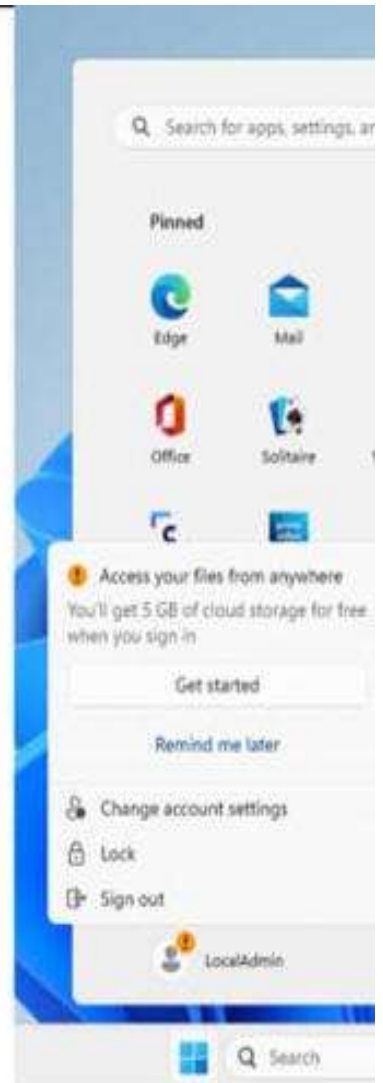 Search for apps, settings, an
Pinned
Edge Mail
Office Solitaire
Access your files from anywhere
You'll get 5 GB of cloud storage for free
when you sign in
Get started
Remind me later
Change account settings
Lock
Sign out
LocalAdmin
Search